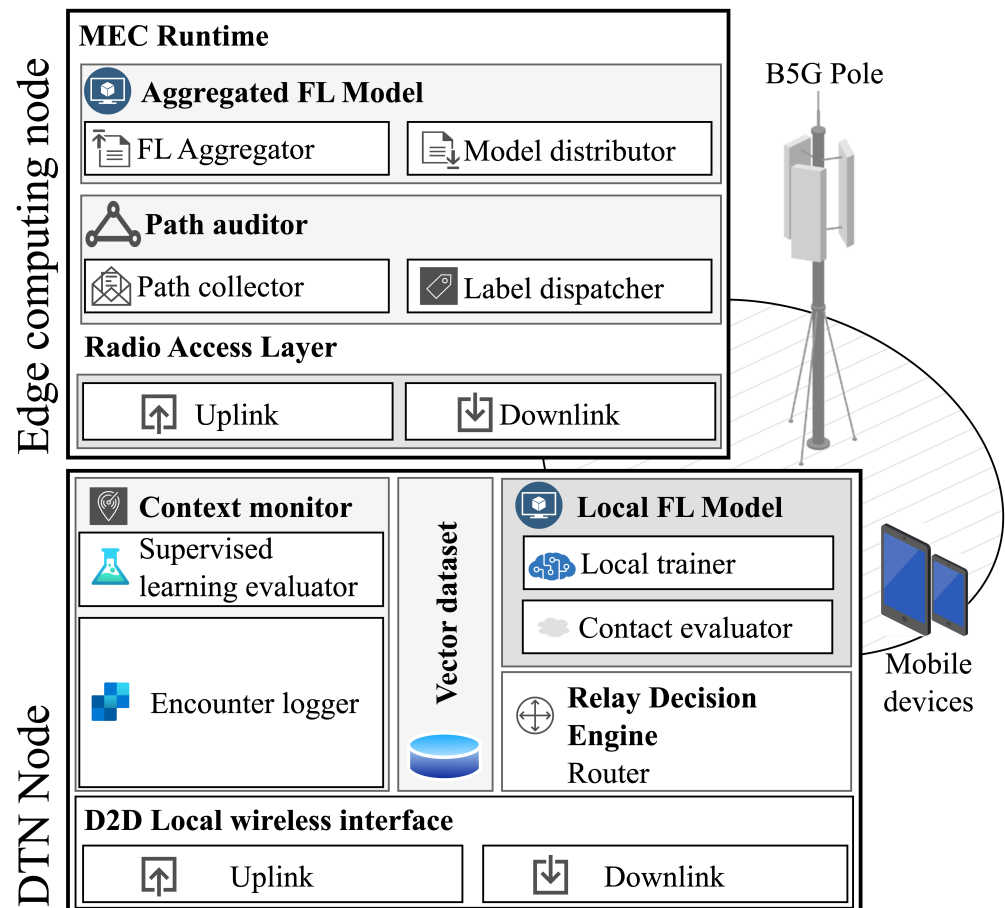 Edge computing node
MEC Runtime
Aggregated FL Model
FL Aggregator
Model distributor
Path auditor
Path collector
Label dispatcher
Radio Access Layer
Uplink
Downlink
B5G Pole
DTN Node
Context monitor
Supervised
learning evaluator
Encounter logger
Vector dataset
Local FL Model
Local trainer
Contact evaluator
Relay Decision
Engine
Router
D2D Local wireless interface
Uplink
Downlink
Mobile
devices